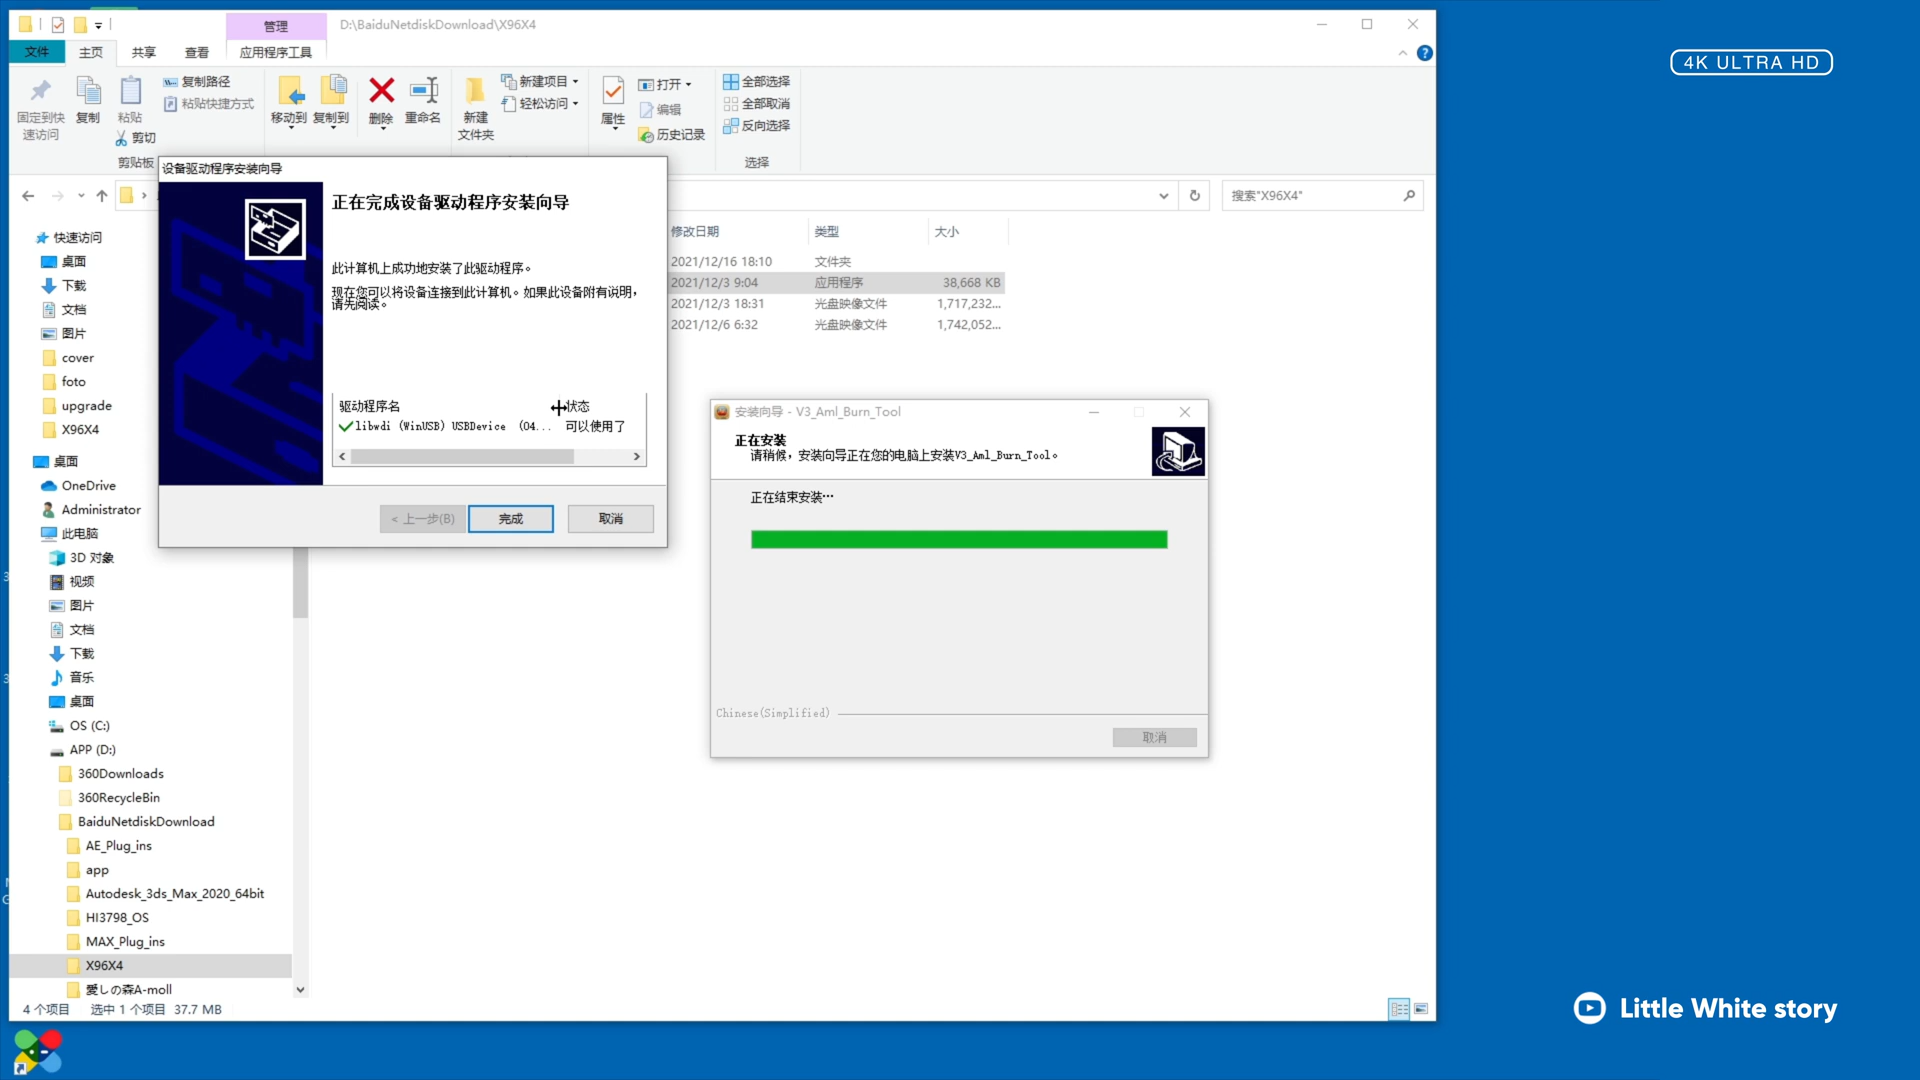 管理
D:\BaiduNetdiskDownload\X96X4
文件
主页
共享
查看
应用程序工具
固定到快
速访问
复制
粘贴
复制路径
粘贴快捷方式
剪切
移动到
复制到
删除
重命名
新建
文件夹
新建项目
轻松访问
属性
打开
编辑
历史记录
全部选择
全部取消
反向选择
剪贴板
选择
搜索"X96X4"
快速访问
桌面
下载
文档
图片
cover
foto
upgrade
X96X4
桌面
OneDrive
Administrator
此电脑
3D 对象
视频
图片
文档
下载
音乐
桌面
OS (C:)
APP (D:)
360Downloads
360RecycleBin
BaiduNetdiskDownload
AE_Plug_ins
app
Autodesk_3ds_Max_2020_64bit
HI3798_OS
MAX_Plug_ins
X96X4
愛しの森A-moll
4 个项目
选中 1 个项目 37.7 MB
修改日期
类型
大小
2021/12/16 18:10
文件夹
2021/12/3 9:04
应用程序
38,668 KB
2021/12/3 18:31
光盘映像文件
1,717,232...
2021/12/6 6:32
光盘映像文件
1,742,052...
设备驱动程序安装向导
正在完成设备驱动程序安装向导
此计算机上成功地安装了此驱动程序。
现在您可以将设备连接到此计算机。如果此设备附有说明，
请先阅读。
驱动程序名
状态
libwdi (WinUSB) USBDevice (04...
可以使用了
< 上一步(B)
完成
取消
安装向导 - V3_Aml_Burn_Tool
正在安装
请稍候，安装向导正在您的电脑上安装V3_Aml_Burn_Tool。
正在结束安装…
Chinese(Simplified)
取消
4K ULTRA HD
Little White story